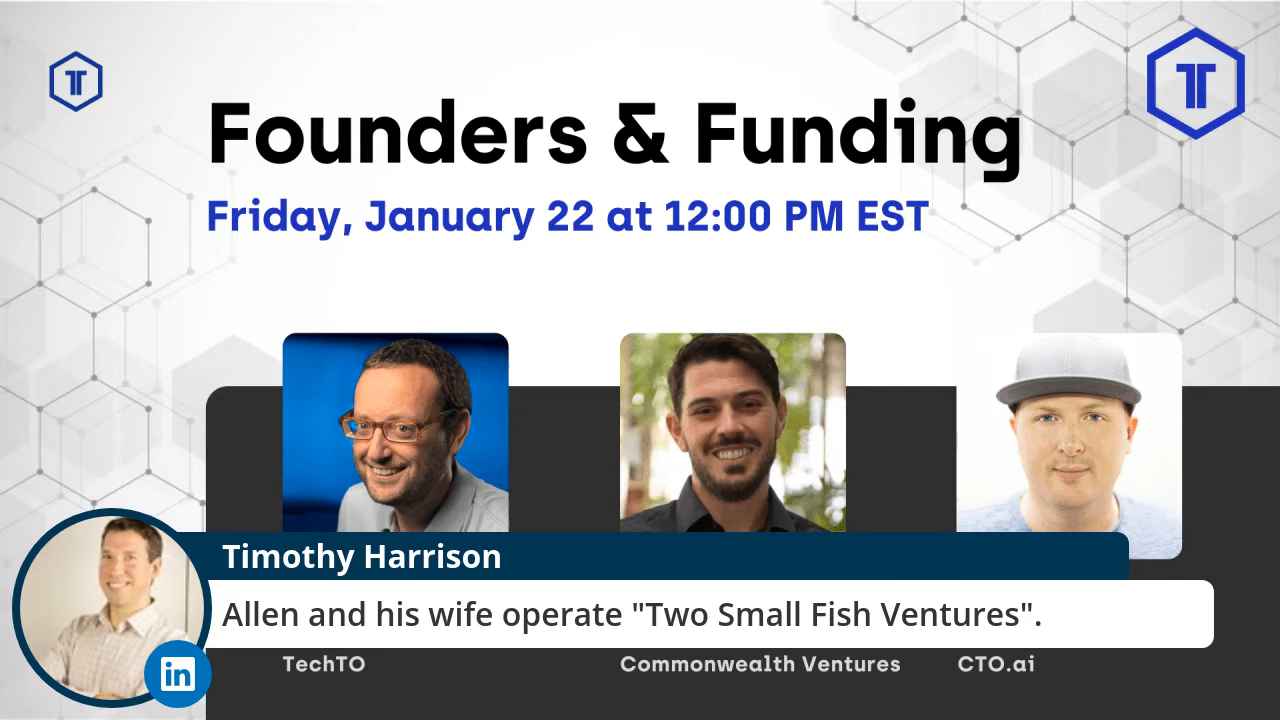 Founders & Funding
Friday, January 22 at 12:00 PM EST
Timothy Harrison
Allen and his wife operate "Two Small Fish Ventures".
in
TechTO
Commonwealth Ventures
CTO.ai